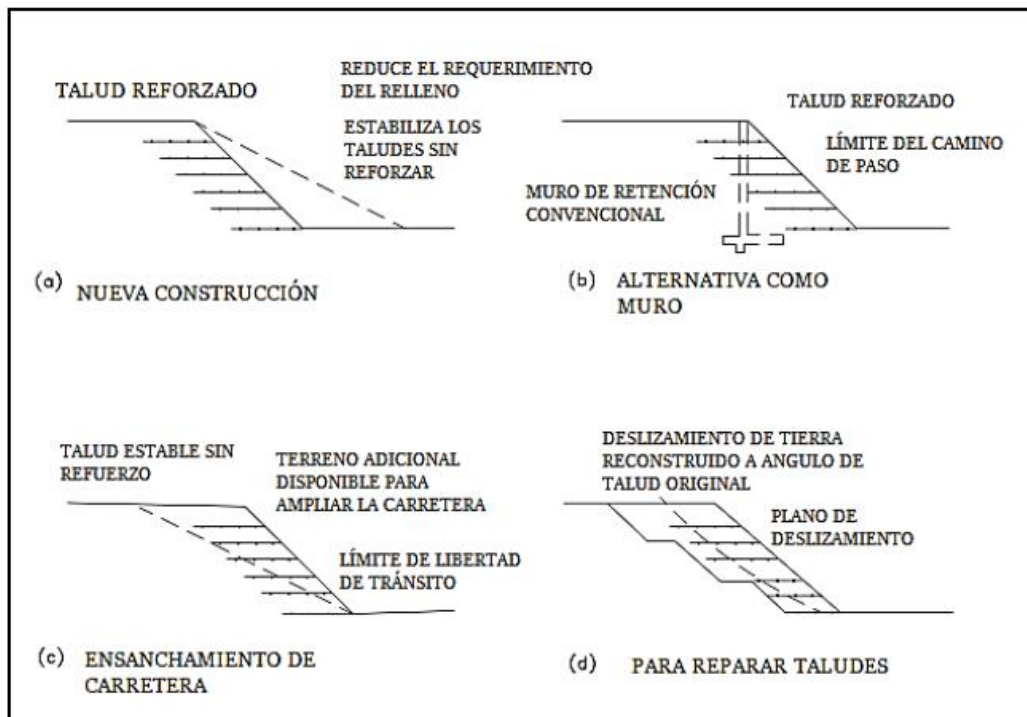 TALUD REFORZADO
REDUCE EL REQUERIMIENTO
DEL RELLENO
ESTABILIZA LOS
TALUDES SIN
REFORZAR
(a) NUEVA CONSTRUCCIÓN
TALUD REFORZADO
LÍMITE DEL CAMINO
DE PASO
MURO DE RETENCIÓN
CONVENCIONAL
(b) ALTERNATIVA COMO
MURO
TALUD ESTABLE SIN
REFUERZO
TERRENO ADICIONAL
DISPONIBLE PARA
AMPLIAR LA CARRETERA
LÍMITE DE LIBERTAD
DE TRÁNSITO
(c) ENSANCHAMIENTO DE
CARRETERA
DESLIZAMIENTO DE TIERRA
RECONSTRUIDO A ANGULO DE
TALUD ORIGINAL
PLANO DE
DESLIZAMIENTO
(d) PARA REPARAR TALUDES